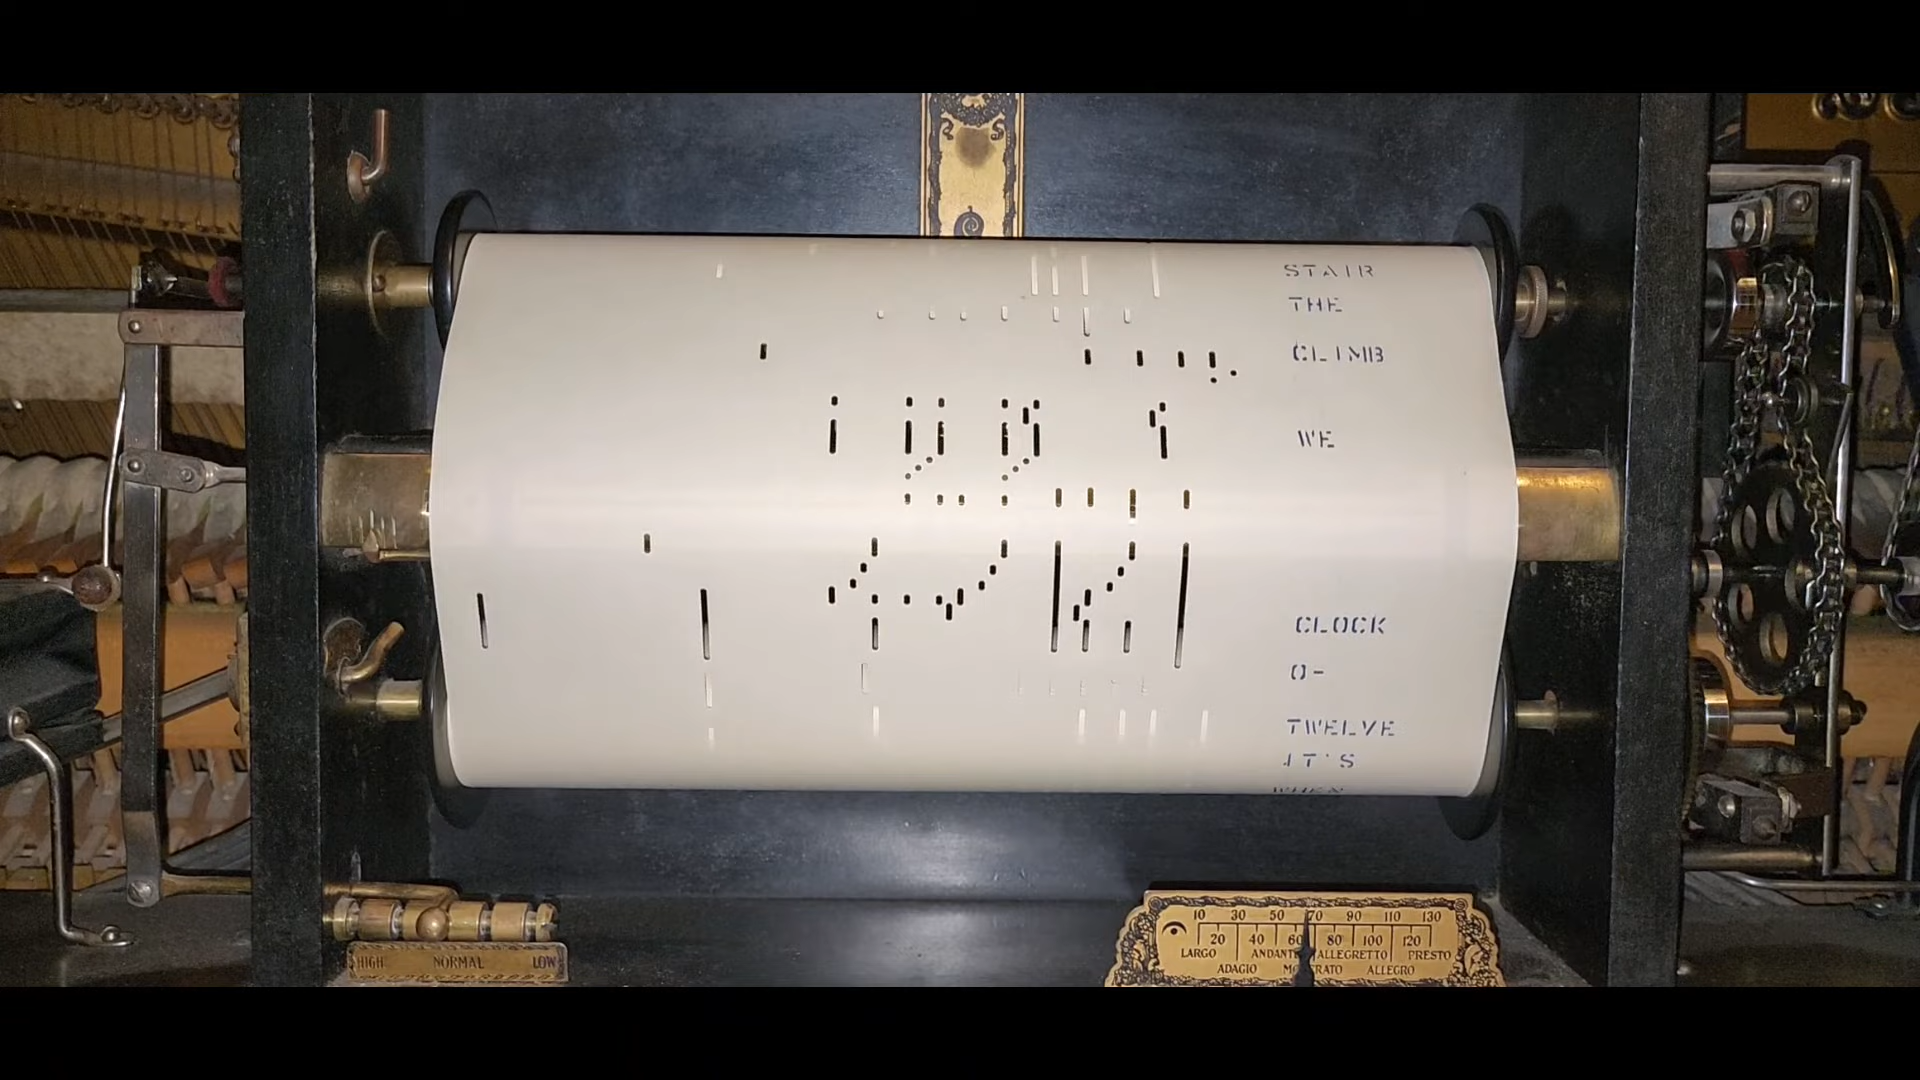 STAIR
THE
CLIMB
WE
CLOCK
O-
TWELVE
IT'S
WHEN
HIGH NORMAL LOW
10 30 50 70 90 110 130
20 40 60 80 100 120
LARGO ANDANTE ALLEGRETTO PRESTO
ADAGIO ALLEGRO